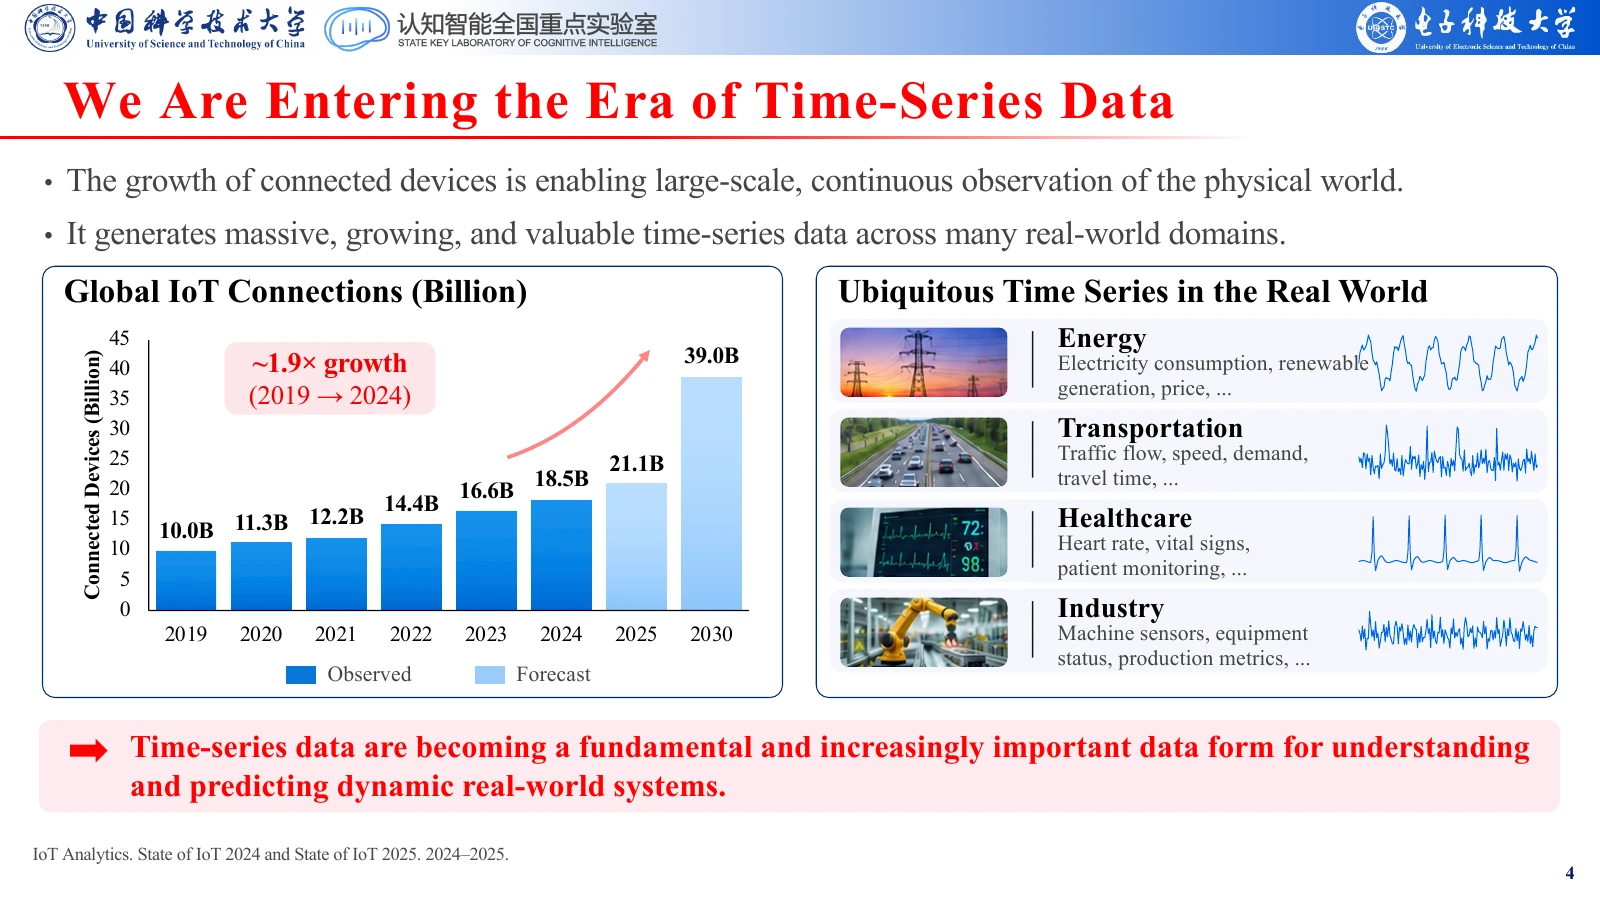 中国科学技术大学
University of Science and Technology of China
认知智能全国重点实验室
STATE KEY LABORATORY OF COGNITIVE INTELLIGENCE
电子科技大学
University of Electronic Science and Technology of China
We Are Entering the Era of Time-Series Data
• The growth of connected devices is enabling large-scale, continuous observation of the physical world.
• It generates massive, growing, and valuable time-series data across many real-world domains.
Global IoT Connections (Billion)
Connected Devices (Billion)
45
40
35
30
25
20
15
10
5
0
~1.9× growth
(2019 → 2024)
10.0B
11.3B
12.2B
14.4B
16.6B
18.5B
21.1B
39.0B
2019 2020 2021 2022 2023 2024 2025 2030
Observed Forecast
Ubiquitous Time Series in the Real World
Energy
Electricity consumption, renewable
generation, price, ...
Transportation
Traffic flow, speed, demand,
travel time, ...
72
98
Healthcare
Heart rate, vital signs,
patient monitoring, ...
Industry
Machine sensors, equipment
status, production metrics, ...
Time-series data are becoming a fundamental and increasingly important data form for understanding
and predicting dynamic real-world systems.
IoT Analytics. State of IoT 2024 and State of IoT 2025. 2024–2025.
4